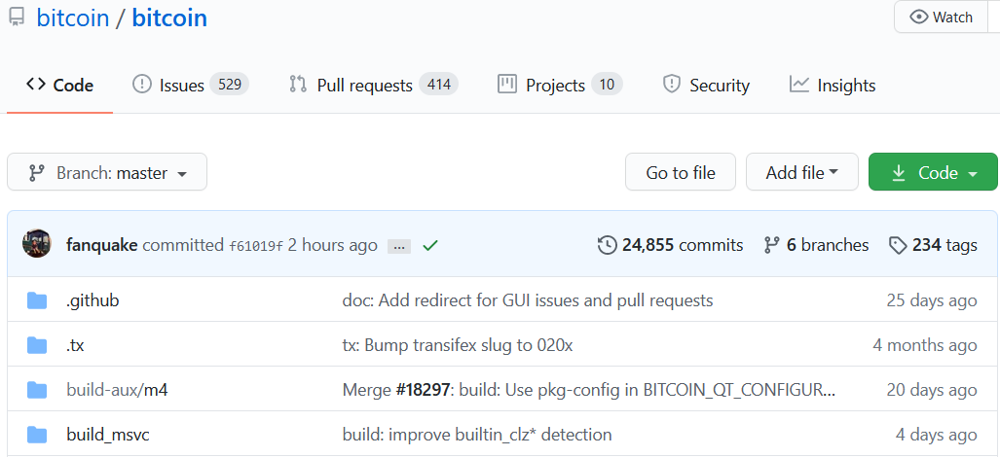 bitcoin / bitcoin
Watch
Code
Issues 529
Pull requests 414
Projects 10
Security
Insights
Branch: master
Go to file
Add file
Code
fanquake committed f61019f 2 hours ago ...
24,855 commits
6 branches
234 tags
.github doc: Add redirect for GUI issues and pull requests 25 days ago
.tx tx: Bump transifex slug to 020x 4 months ago
build-aux/m4 Merge #18297: build: Use pkg-config in BITCOIN_QT_CONFIGUR... 20 days ago
build_msvc build: improve builtin_clz* detection 4 days ago